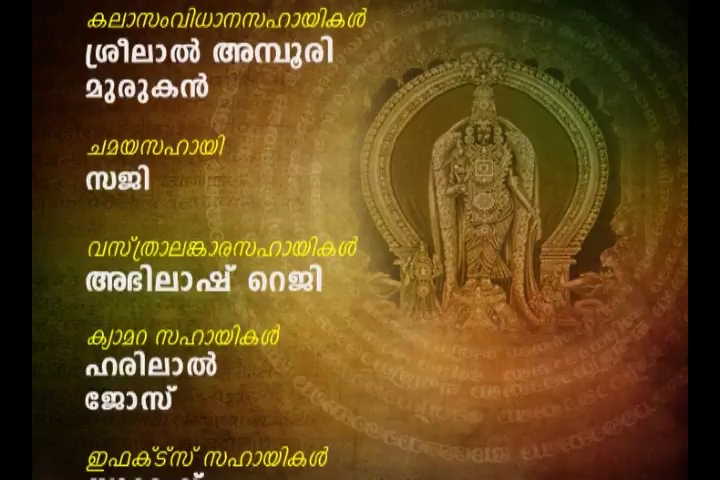 കലാസംവിധാനസഹായികൾ
ശ്രീലാൽ അമ്പൂരി
മുരുകൻ
ചമയസഹായി
സജി
വസ്ത്രാലങ്കാരസഹായികൾ
അഭിലാഷ് റെജി
ക്യാമറ സഹായികൾ
ഹരിലാൽ
ജോസ്
ഇഫക്ട്സ് സഹായികൾ